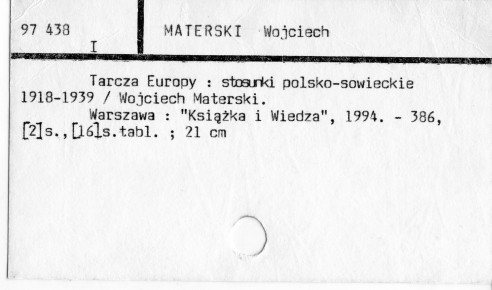 97 438 MATERSKI Wojciech
I
Tarcza Europy : stosunki polsko-sowieckie
1918-1939 / Wojciech Materski.
Warszawa : "Książka i Wiedza", 1994. - 386,
[2]s.,[16]s.tabl. ; 21 cm